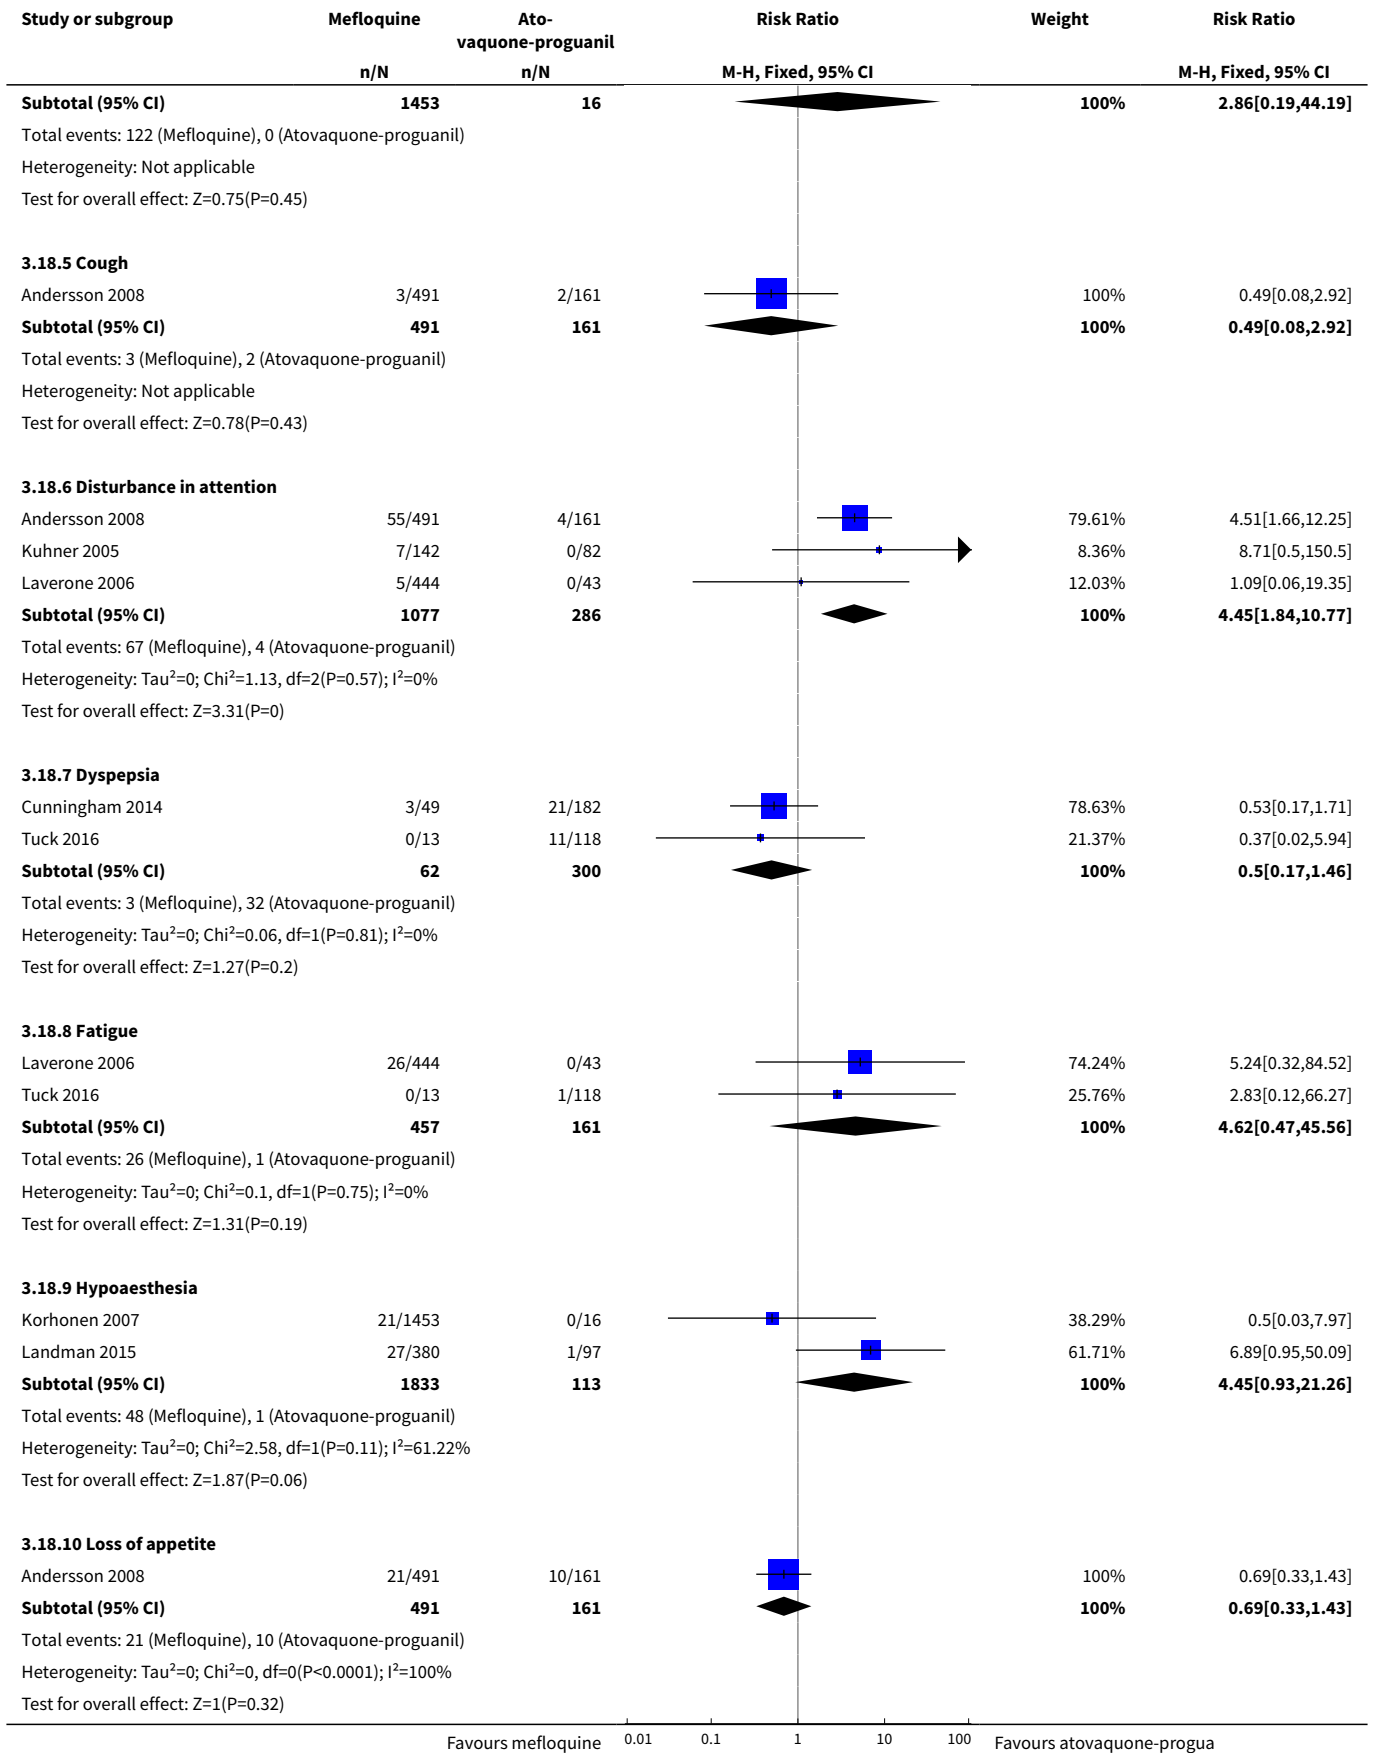 Study or subgroup Mefloquine Ato- Risk Ratio Weight Risk Ratio
vaquone-proguanil
n/N n/N M-H, Fixed, 95% CI M-H, Fixed, 95% CI
Subtotal (95% CI) 1453 16 100% 2.86[0.19,44.19]
Total events: 122 (Mefloquine), 0 (Atovaquone-proguanil)
Heterogeneity: Not applicable
Test for overall effect: Z=0.75(P=0.45)
3.18.5 Cough
Andersson 2008 3/491 2/161 100% 0.49[0.08,2.92]
Subtotal (95% CI) 491 161 100% 0.49[0.08,2.92]
Total events: 3 (Mefloquine), 2 (Atovaquone-proguanil)
Heterogeneity: Not applicable
Test for overall effect: Z=0.78(P=0.43)
3.18.6 Disturbance in attention
Andersson 2008 55/491 4/161 79.61% 4.51[1.66,12.25]
Kuhner 2005 7/142 0/82 8.36% 8.71[0.5,150.5]
Laverone 2006 5/444 0/43 12.03% 1.09[0.06,19.35]
Subtotal (95% CI) 1077 286 100% 4.45[1.84,10.77]
Total events: 67 (Mefloquine), 4 (Atovaquone-proguanil)
Heterogeneity: Tau²=0; Chi²=1.13, df=2(P=0.57); I²=0%
Test for overall effect: Z=3.31(P=0)
3.18.7 Dyspepsia
Cunningham 2014 3/49 21/182 78.63% 0.53[0.17,1.71]
Tuck 2016 0/13 11/118 21.37% 0.37[0.02,5.94]
Subtotal (95% CI) 62 300 100% 0.5[0.17,1.46]
Total events: 3 (Mefloquine), 32 (Atovaquone-proguanil)
Heterogeneity: Tau²=0; Chi²=0.06, df=1(P=0.81); I²=0%
Test for overall effect: Z=1.27(P=0.2)
3.18.8 Fatigue
Laverone 2006 26/444 0/43 74.24% 5.24[0.32,84.52]
Tuck 2016 0/13 1/118 25.76% 2.83[0.12,66.27]
Subtotal (95% CI) 457 161 100% 4.62[0.47,45.56]
Total events: 26 (Mefloquine), 1 (Atovaquone-proguanil)
Heterogeneity: Tau²=0; Chi²=0.1, df=1(P=0.75); I²=0%
Test for overall effect: Z=1.31(P=0.19)
3.18.9 Hypoaesthesia
Korhonen 2007 21/1453 0/16 38.29% 0.5[0.03,7.97]
Landman 2015 27/380 1/97 61.71% 6.89[0.95,50.09]
Subtotal (95% CI) 1833 113 100% 4.45[0.93,21.26]
Total events: 48 (Mefloquine), 1 (Atovaquone-proguanil)
Heterogeneity: Tau²=0; Chi²=2.58, df=1(P=0.11); I²=61.22%
Test for overall effect: Z=1.87(P=0.06)
3.18.10 Loss of appetite
Andersson 2008 21/491 10/161 100% 0.69[0.33,1.43]
Subtotal (95% CI) 491 161 100% 0.69[0.33,1.43]
Total events: 21 (Mefloquine), 10 (Atovaquone-proguanil)
Heterogeneity: Tau²=0; Chi²=0, df=0(P<0.0001); I²=100%
Test for overall effect: Z=1(P=0.32)
Favours mefloquine 0.01 0.1 1 10 100 Favours atovaquone-progua